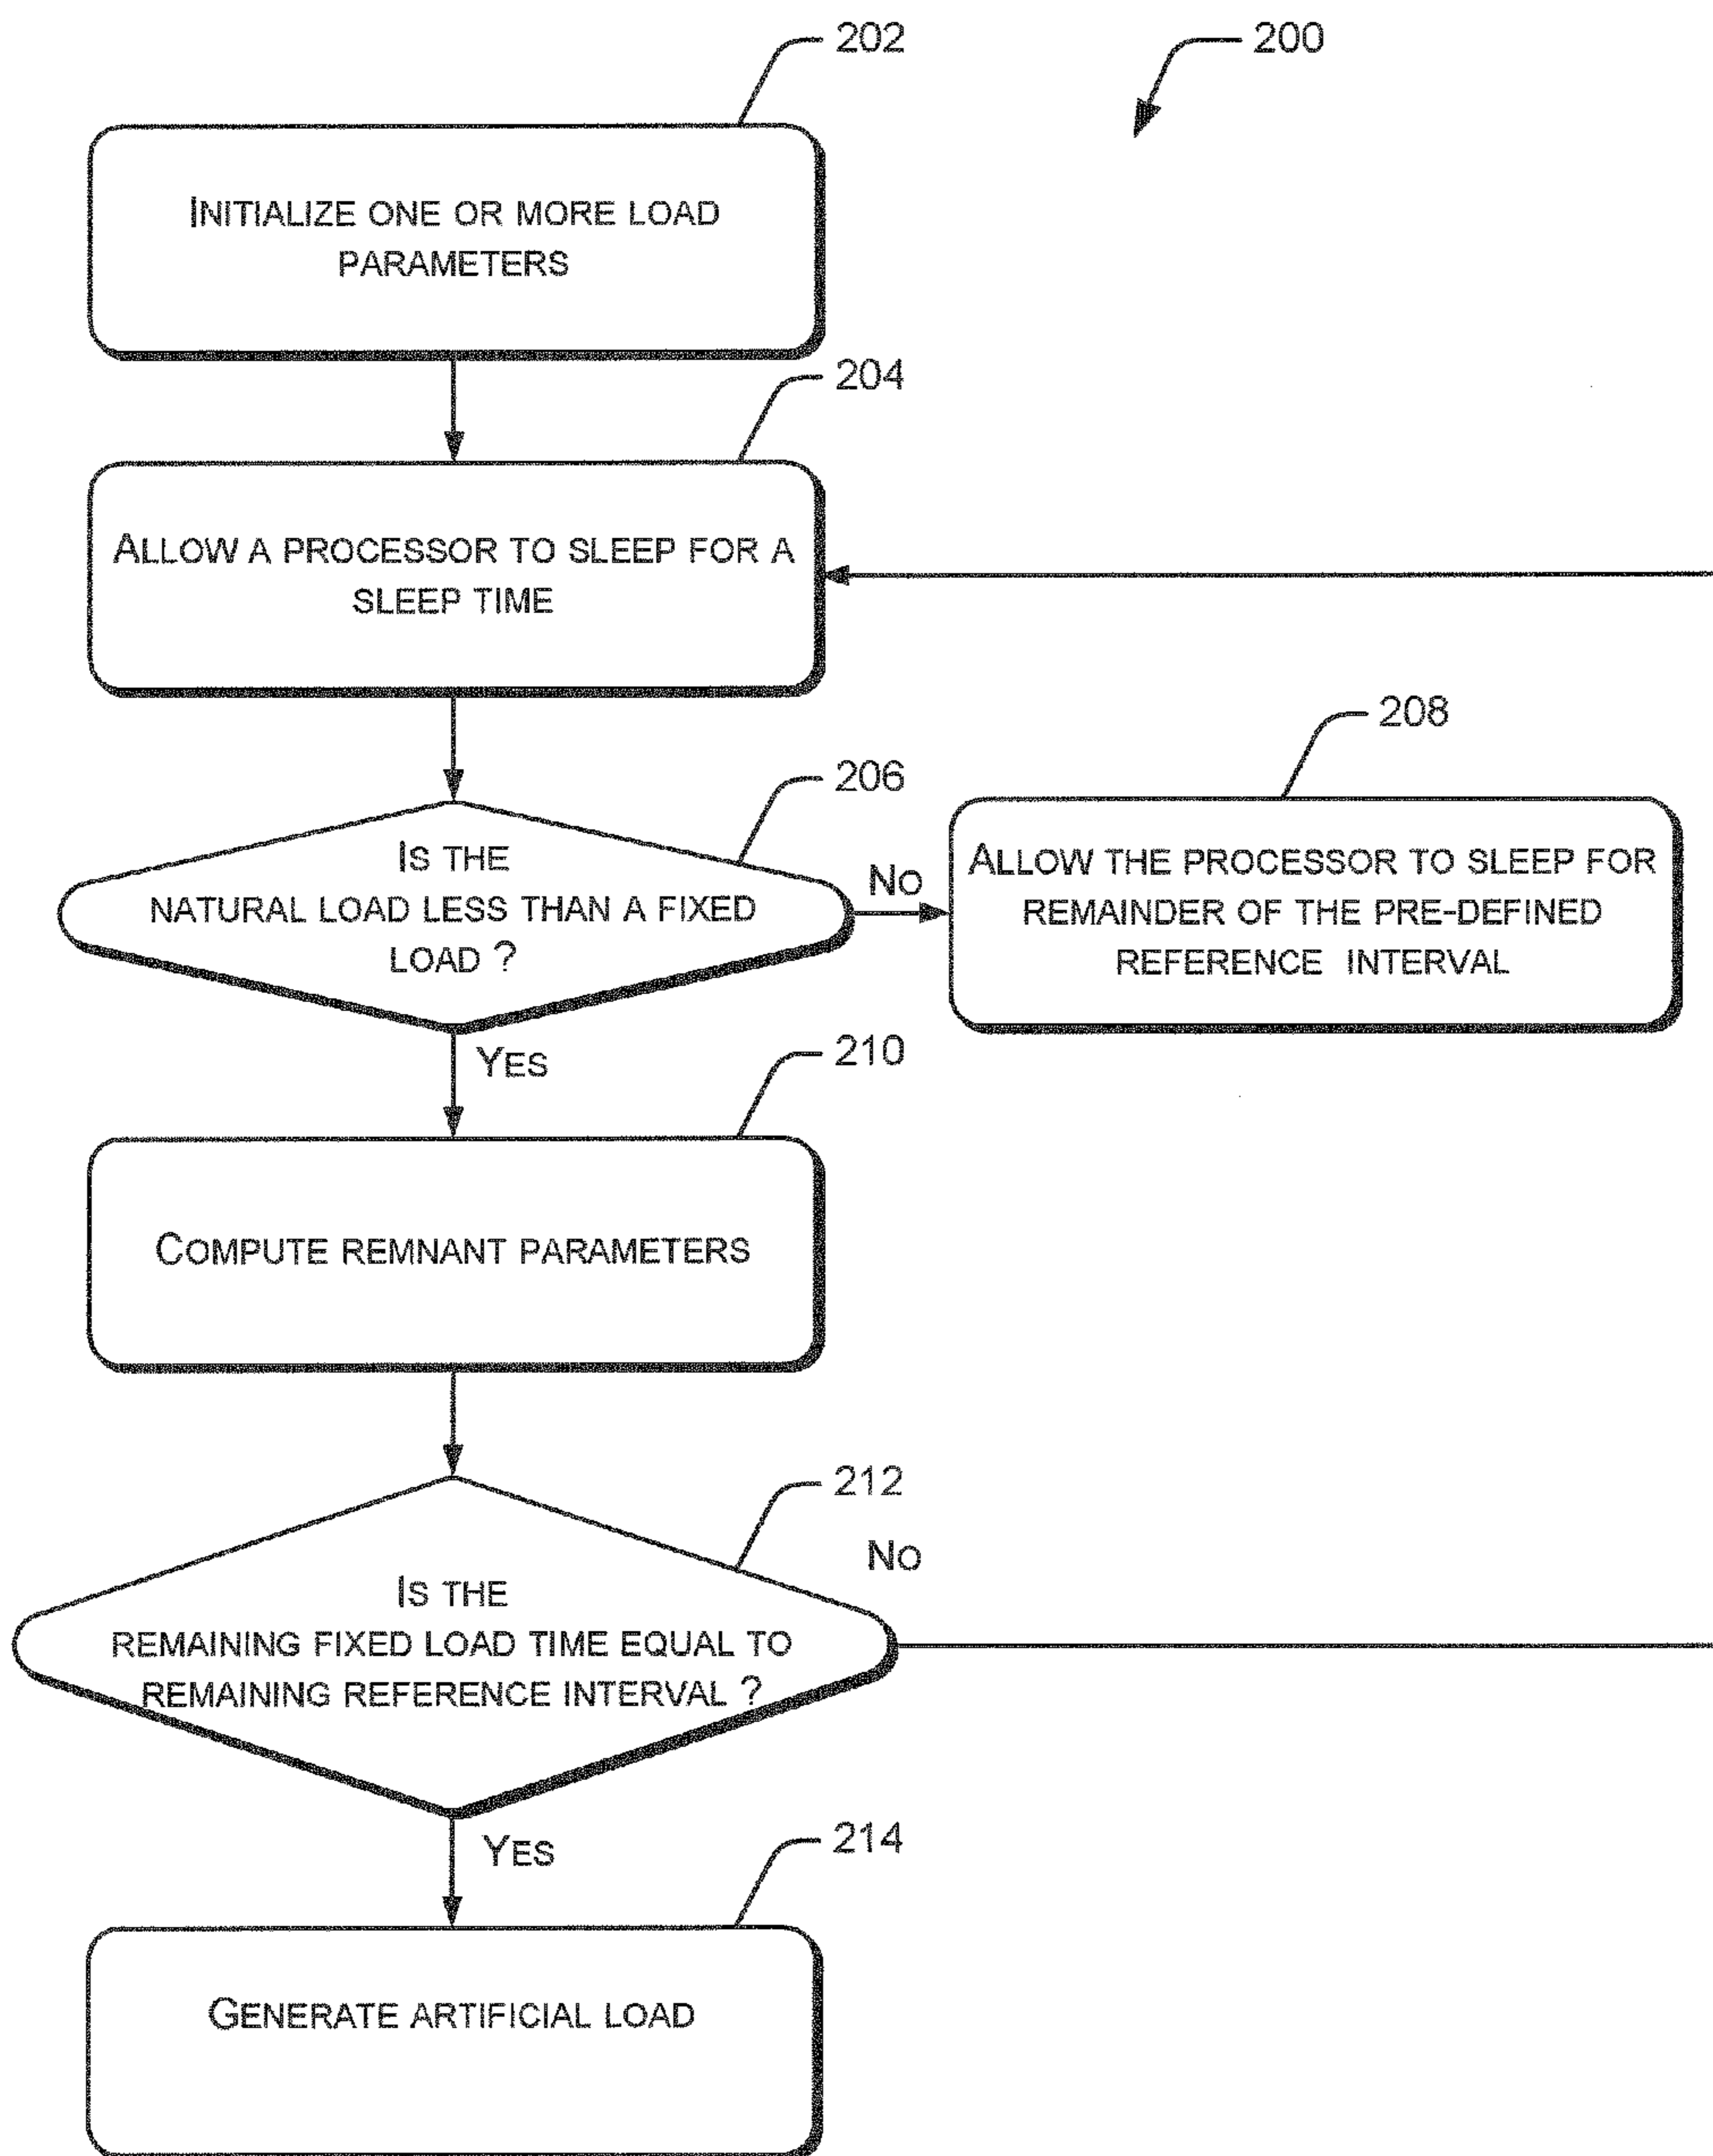 202
200
INITIALIZE ONE OR MORE LOAD
PARAMETERS
204
ALLOW A PROCESSOR TO SLEEP FOR A
SLEEP TIME
206
208
IS THE
NATURAL LOAD LESS THAN A FIXED
LOAD ?
NO
ALLOW THE PROCESSOR TO SLEEP FOR
REMAINDER OF THE PRE-DEFINED
REFERENCE INTERVAL
YES
210
COMPUTE REMNANT PARAMETERS
212
NO
IS THE
REMAINING FIXED LOAD TIME EQUAL TO
REMAINING REFERENCE INTERVAL ?
YES
214
GENERATE ARTIFICIAL LOAD